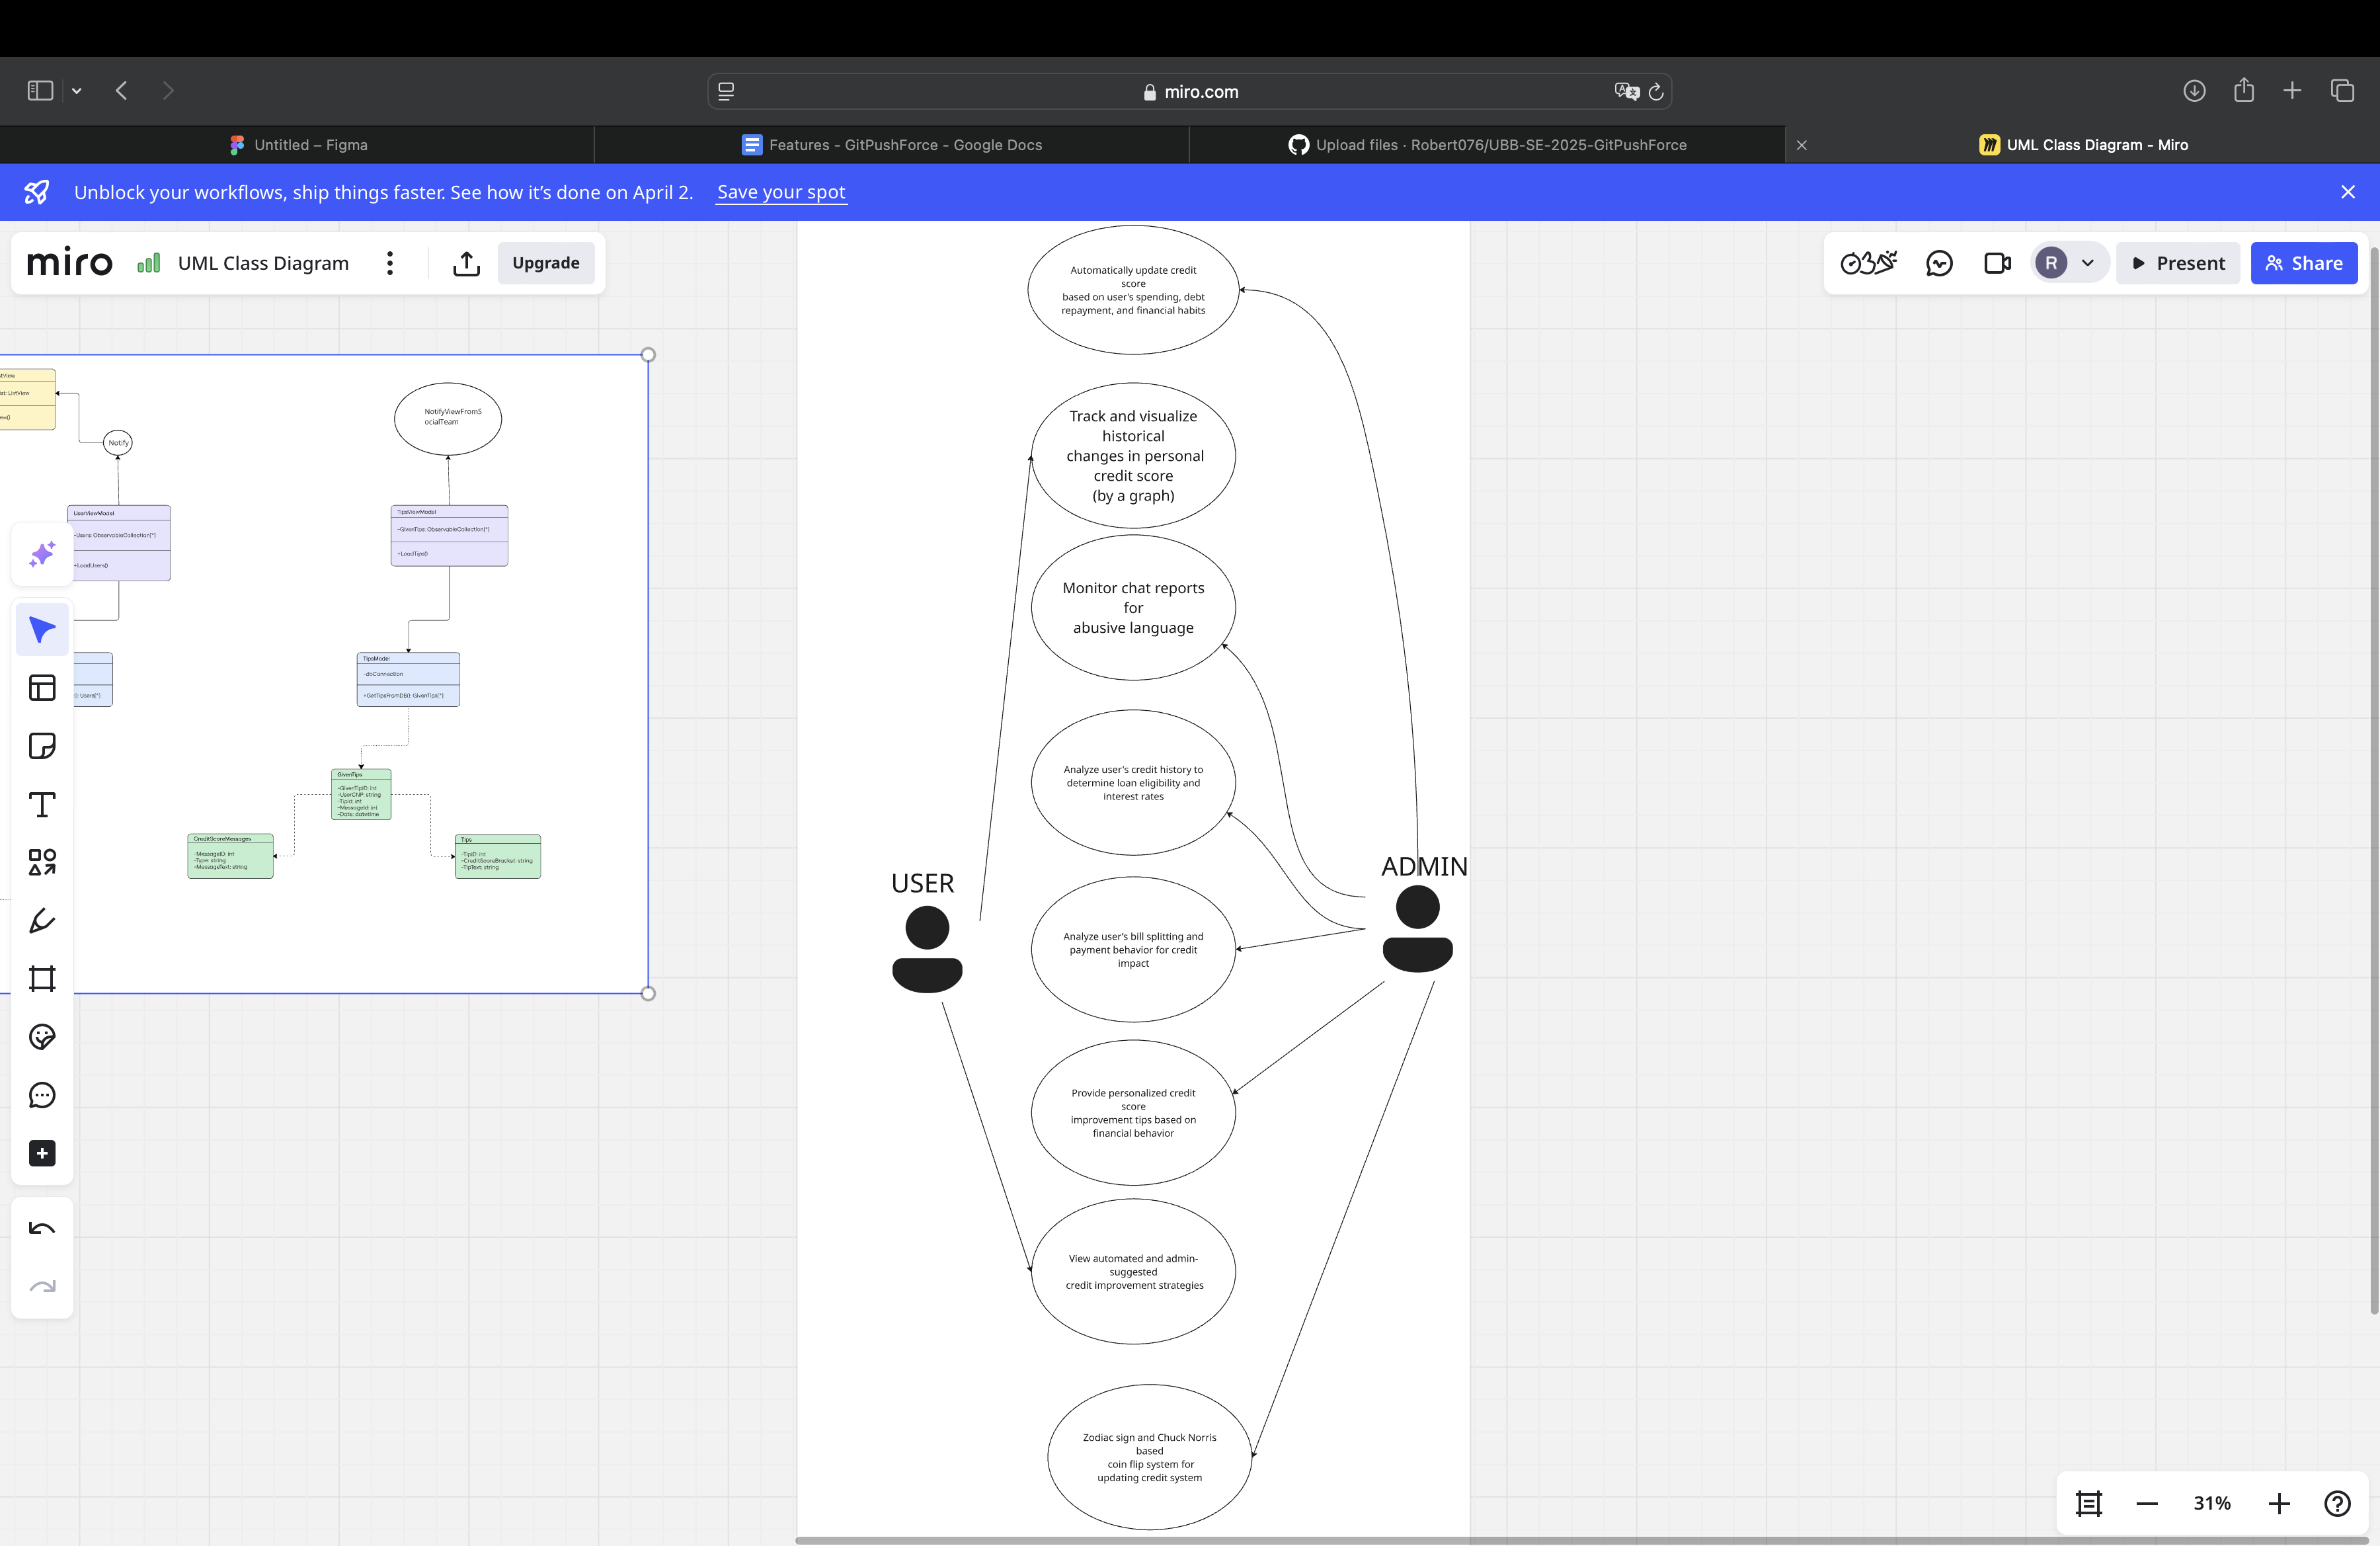 miro.com
Untitled – Figma
Features - GitPushForce - Google Docs
Upload files · Robert076/UBB-SE-2025-GitPushForce
UML Class Diagram - Miro
Unblock your workflows, ship things faster. See how it’s done on April 2.
Save your spot
miro
UML Class Diagram
Upgrade
R
Present
Share
Notify
UserViewModel
-Users: ObservableCollection[*]
+LoadUsers()
NotifyViewFromS
ocialTeam
TipsViewModel
-GivenTips: ObservableCollection[*]
+LoadTips()
TipsModel
-dbConnection
+GetTipsFromDB(): GivenTips[*]
GivenTips
-GivenTipID: int
-UserCNP: string
-TipId: int
-MessageId: int
-Date: datetime
CreditScoreMessages
-MessageID: int
-Type: string
-MessageText: string
Tips
-TipID: int
-CreditScoreBracket: string
-TipText: string
Automatically update credit
score
based on user’s spending, debt
repayment, and financial habits
Track and visualize
historical
changes in personal
credit score
(by a graph)
Monitor chat reports
for
abusive language
Analyze user’s credit history to
determine loan eligibility and
interest rates
USER
ADMIN
Analyze user’s bill splitting and
payment behavior for credit
impact
Provide personalized credit
score
improvement tips based on
financial behavior
View automated and admin-
suggested
credit improvement strategies
Zodiac sign and Chuck Norris
based
coin flip system for
updating credit system
31%